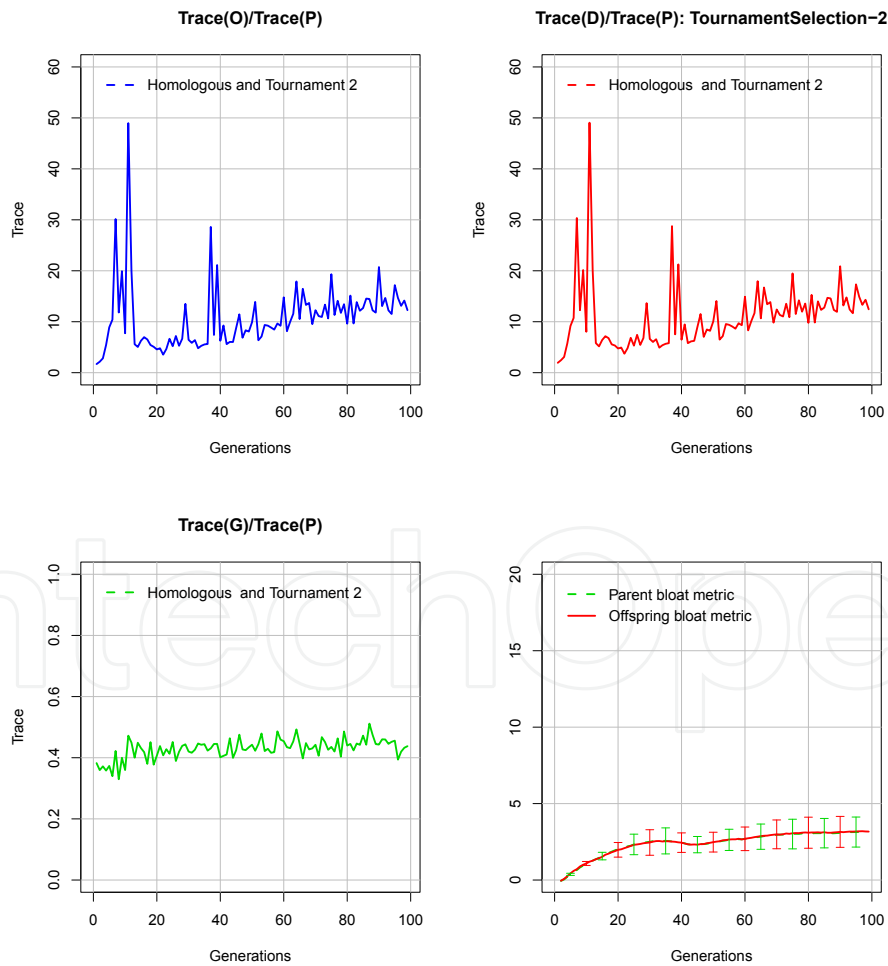 Trace(O)/Trace(P)
Homologous and Tournament 2
Trace
60
50
40
30
20
10
0
0 20 40 60 80 100
Generations
Trace(D)/Trace(P): TournamentSelection−2
Homologous and Tournament 2
Trace
60
50
40
30
20
10
0
0 20 40 60 80 100
Generations
Trace(G)/Trace(P)
Homologous and Tournament 2
Trace
1.0
0.8
0.6
0.4
0.2
0.0
0 20 40 60 80 100
Generations
Parent bloat metric
Offspring bloat metric
20
15
10
5
0
0 20 40 60 80 100
Generations
ntechOpe